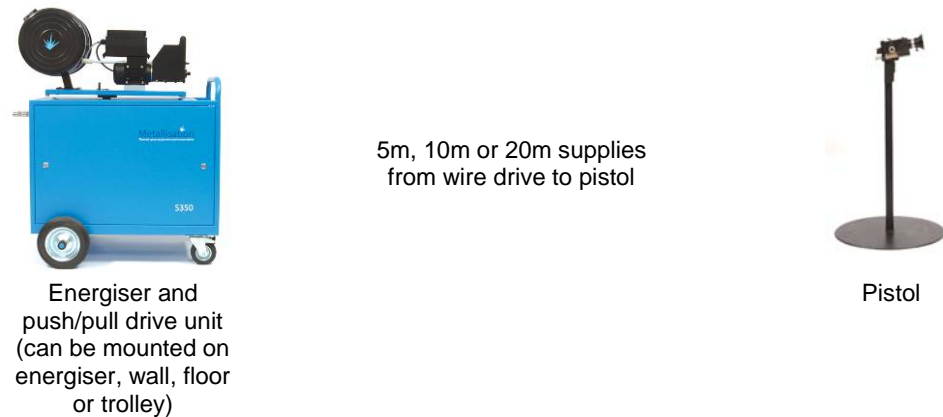 Metallisation
S350
5m, 10m or 20m supplies
from wire drive to pistol
Energiser and
push/pull drive unit
(can be mounted on
energiser, wall, floor
or trolley)
Pistol